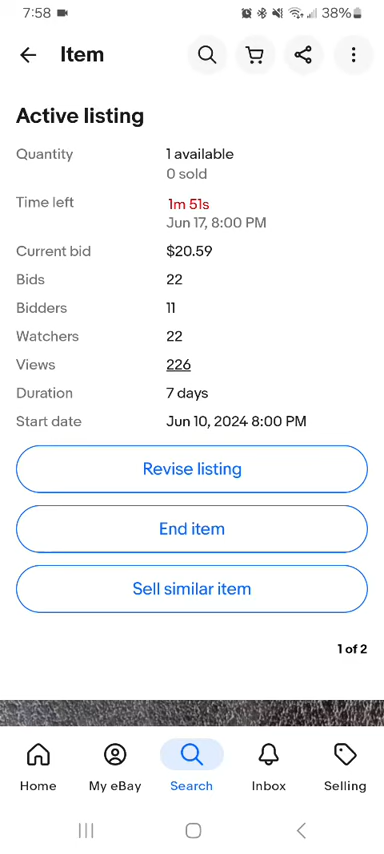 7:58 38%
Item
Active listing
Quantity 1 available
0 sold
Time left 1m 51s
Jun 17, 8:00 PM
Current bid $20.59
Bids 22
Bidders 11
Watchers 22
Views 226
Duration 7 days
Start date Jun 10, 2024 8:00 PM
Revise listing
End item
Sell similar item
1 of 2
Home My eBay Search Inbox Selling